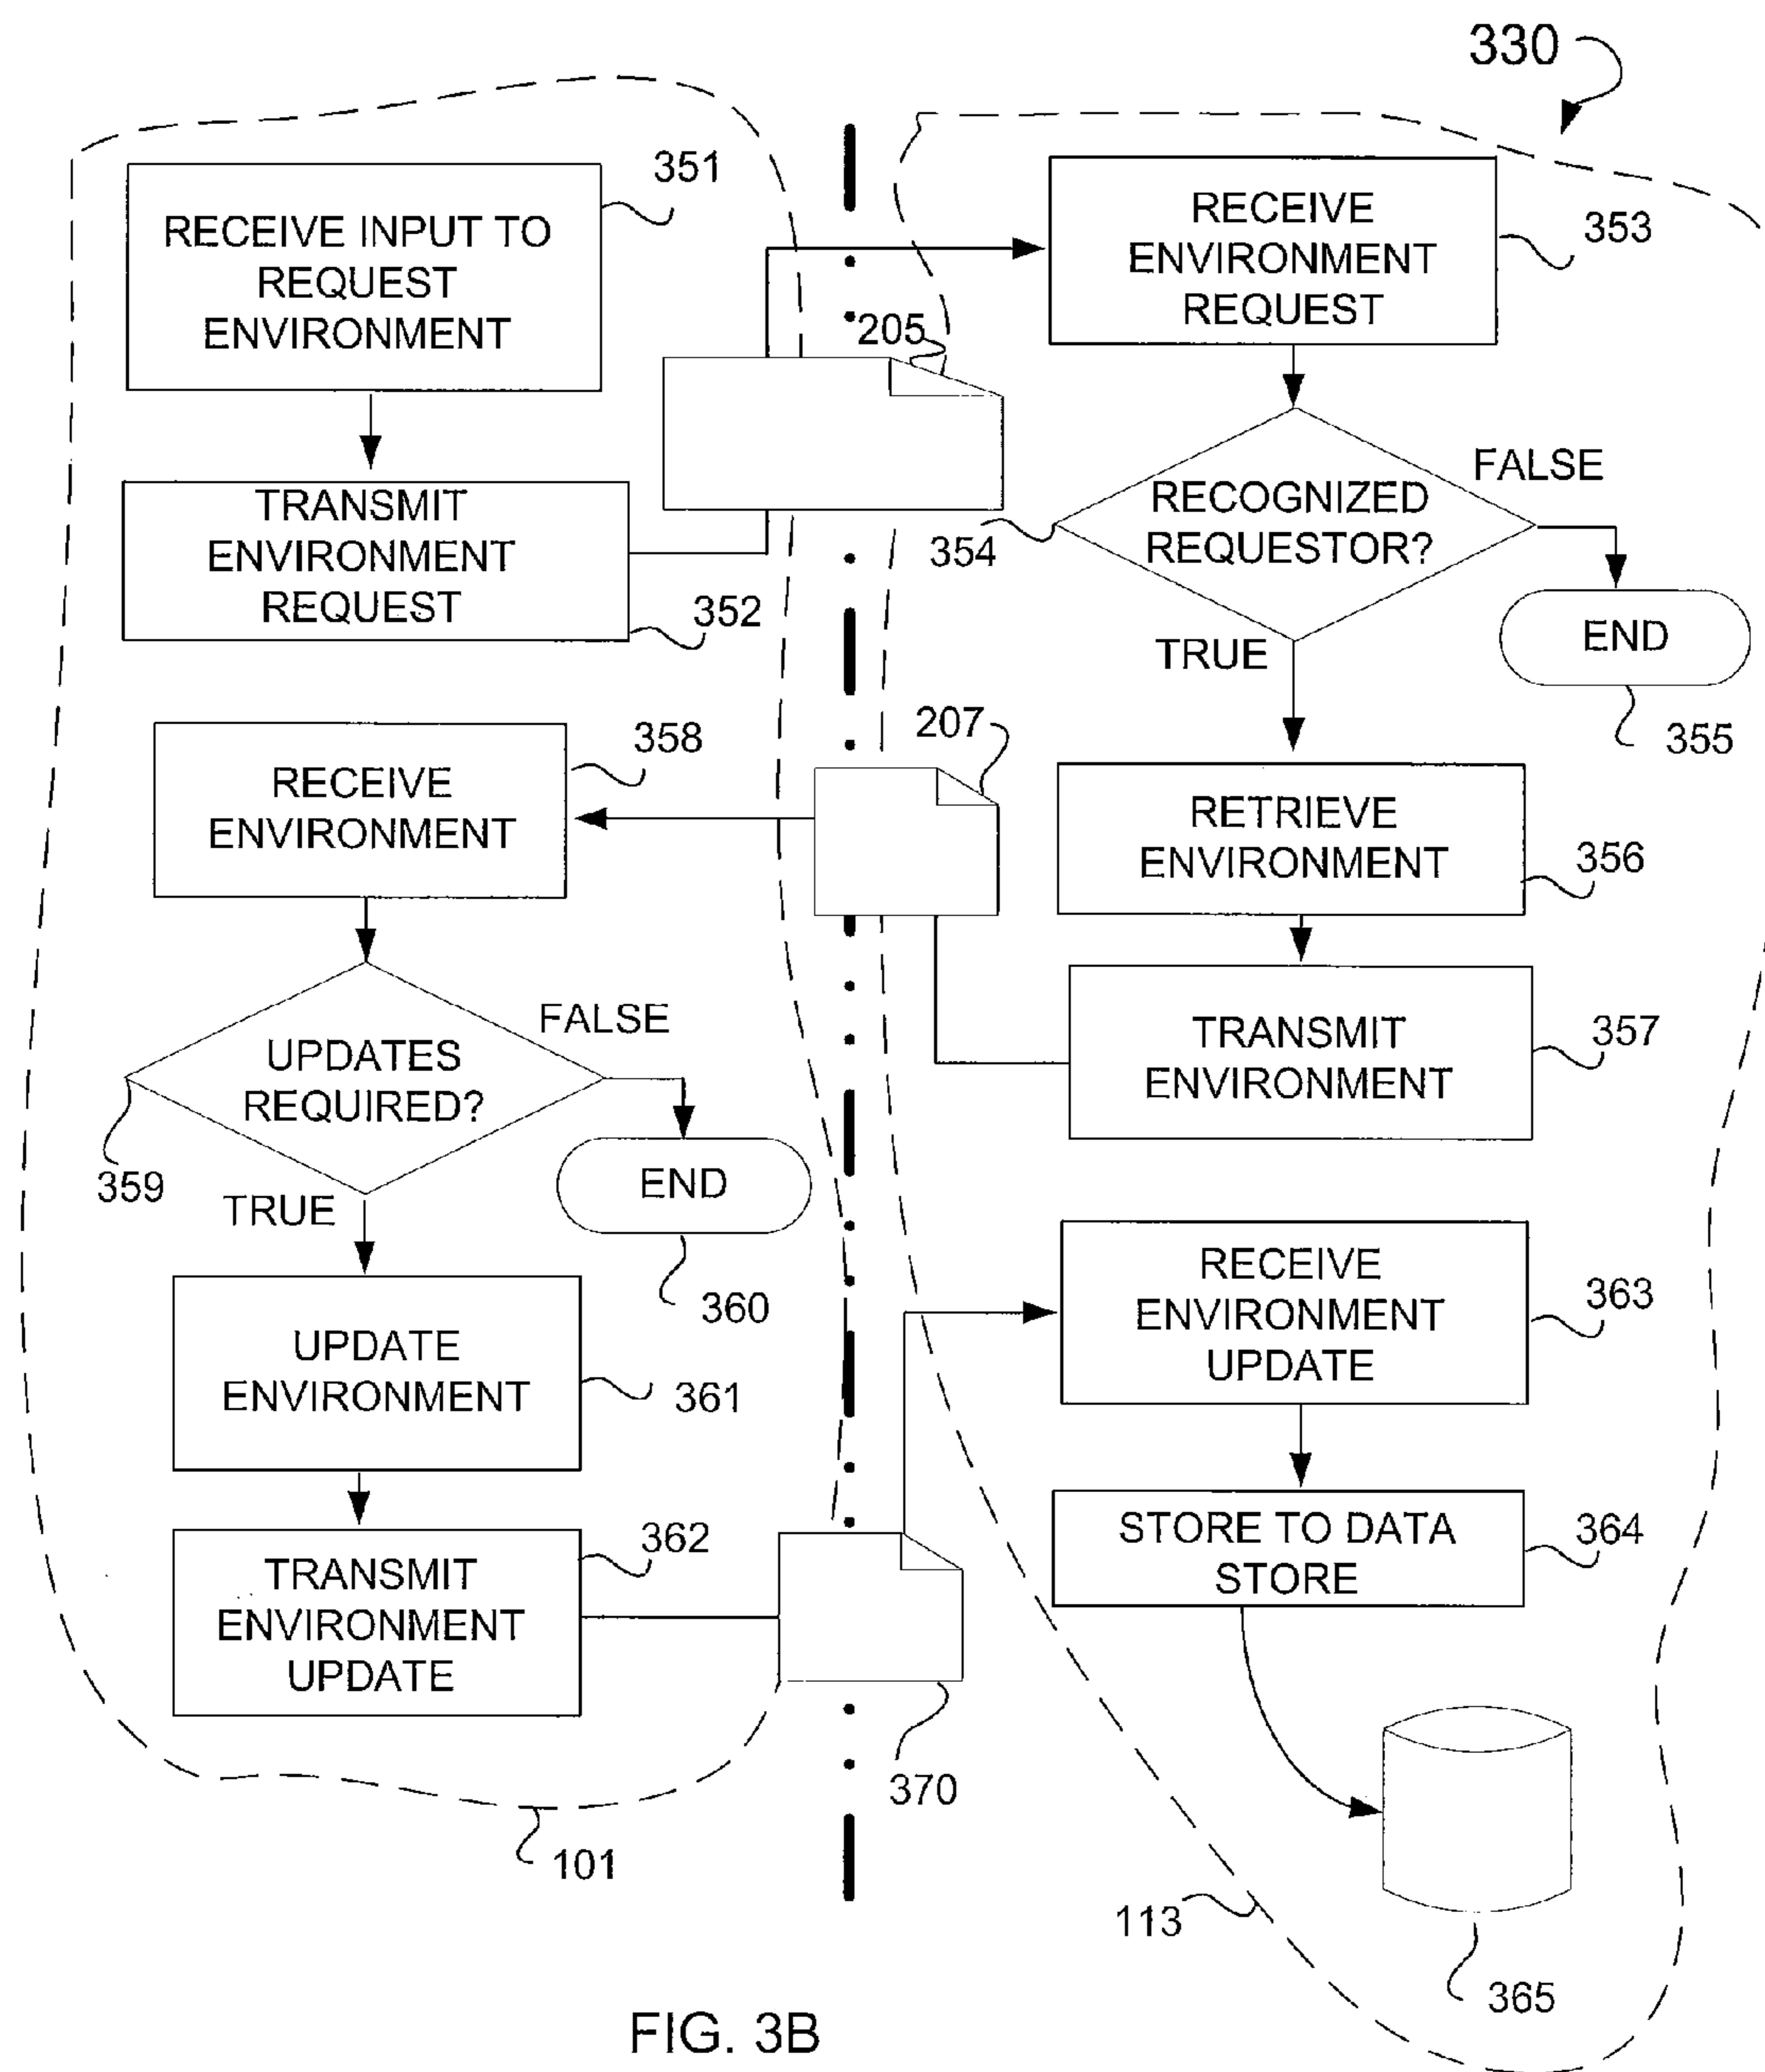 330
351
RECEIVE INPUT TO
REQUEST
ENVIRONMENT
RECEIVE
ENVIRONMENT
REQUEST
353
205
TRANSMIT
ENVIRONMENT
REQUEST
352
354
RECOGNIZED
REQUESTOR?
FALSE
TRUE
END
355
358
RECEIVE
ENVIRONMENT
207
RETRIEVE
ENVIRONMENT
356
UPDATES
REQUIRED?
FALSE
359
TRUE
END
360
TRANSMIT
ENVIRONMENT
357
UPDATE
ENVIRONMENT
361
RECEIVE
ENVIRONMENT
UPDATE
363
362
TRANSMIT
ENVIRONMENT
UPDATE
370
STORE TO DATA
STORE
364
101
113
365
FIG. 3B